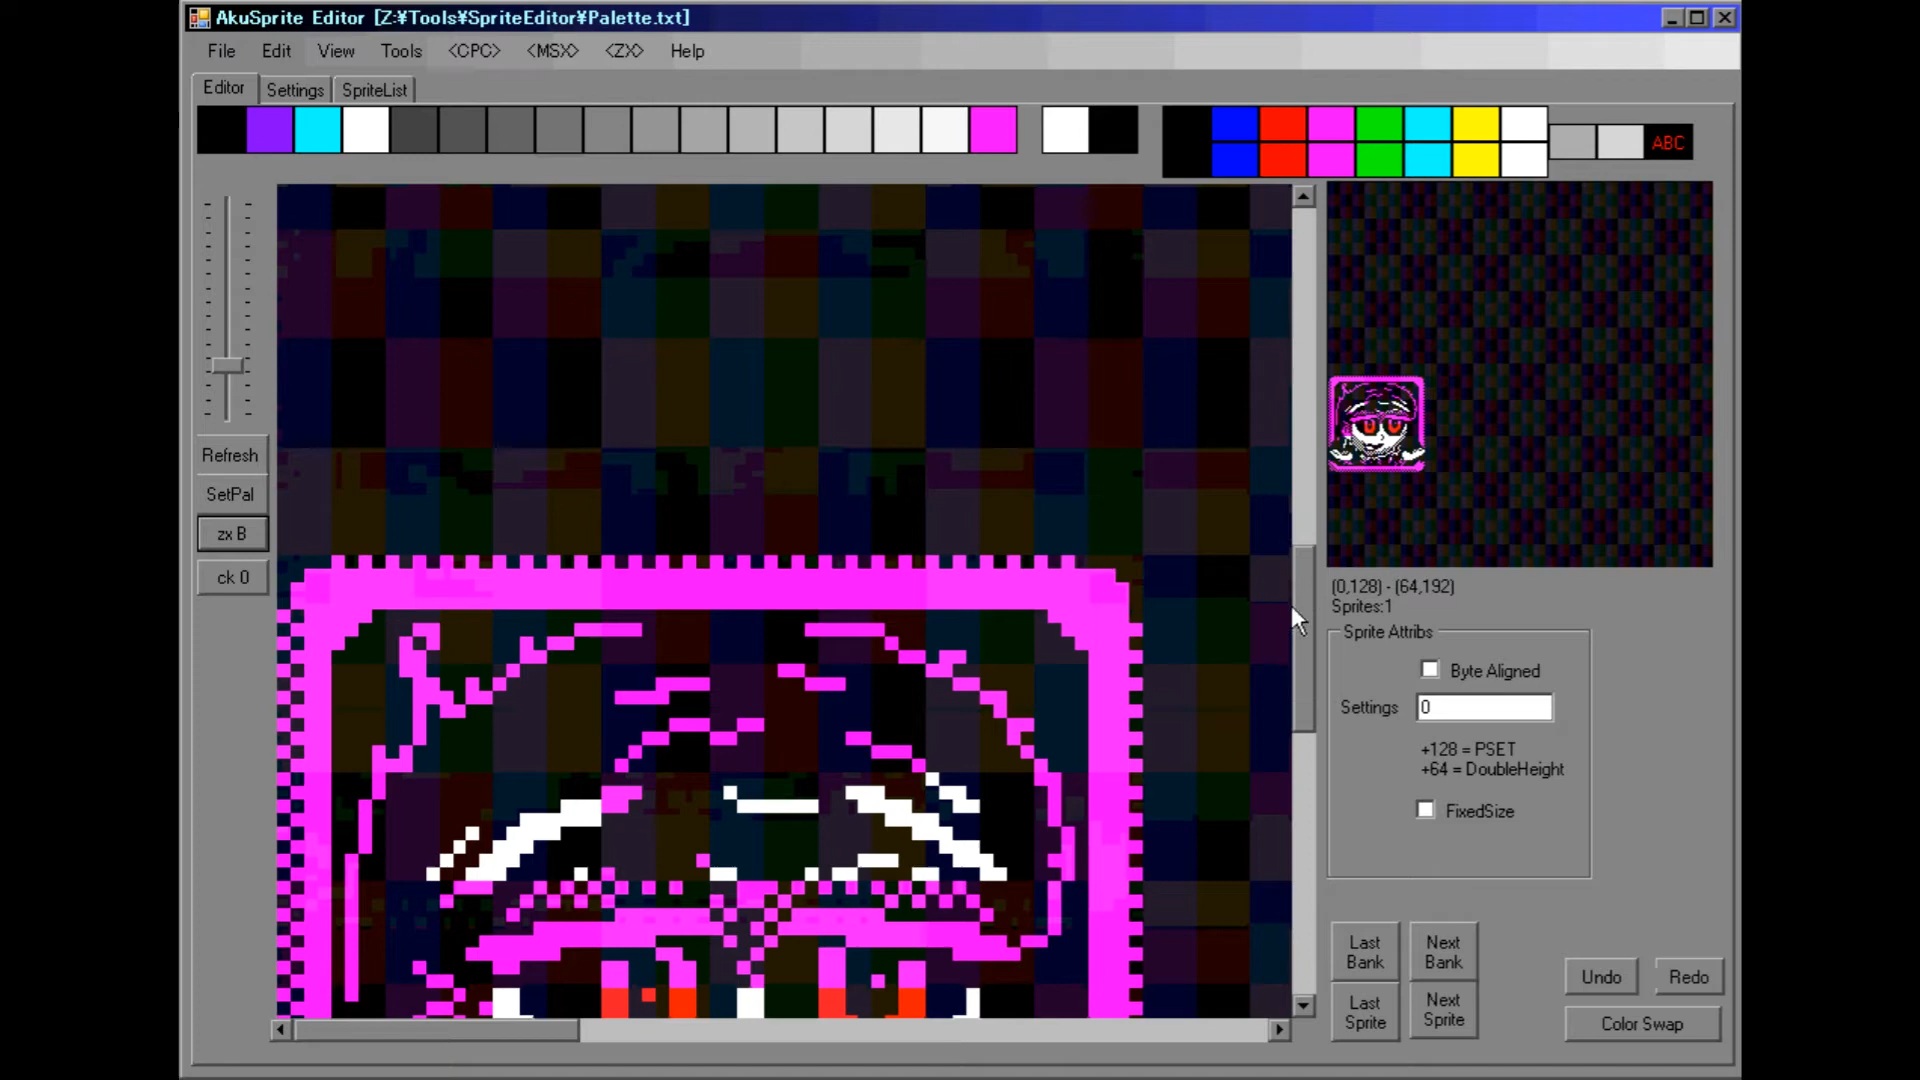 AkuSprite Editor [Z:¥Tools¥SpriteEditor¥Palette.txt]
File Edit View Tools <CPC> <MSX> <ZX> Help
Editor Settings SpriteList
ABC
Refresh
SetPal
zx B
ck 0
(0,128) - (64,192)
Sprites:1
Sprite Attribs
Byte Aligned
Settings 0
+128 = PSET
+64 = DoubleHeight
FixedSize
Last Bank
Next Bank
Last Sprite
Next Sprite
Undo Redo
Color Swap